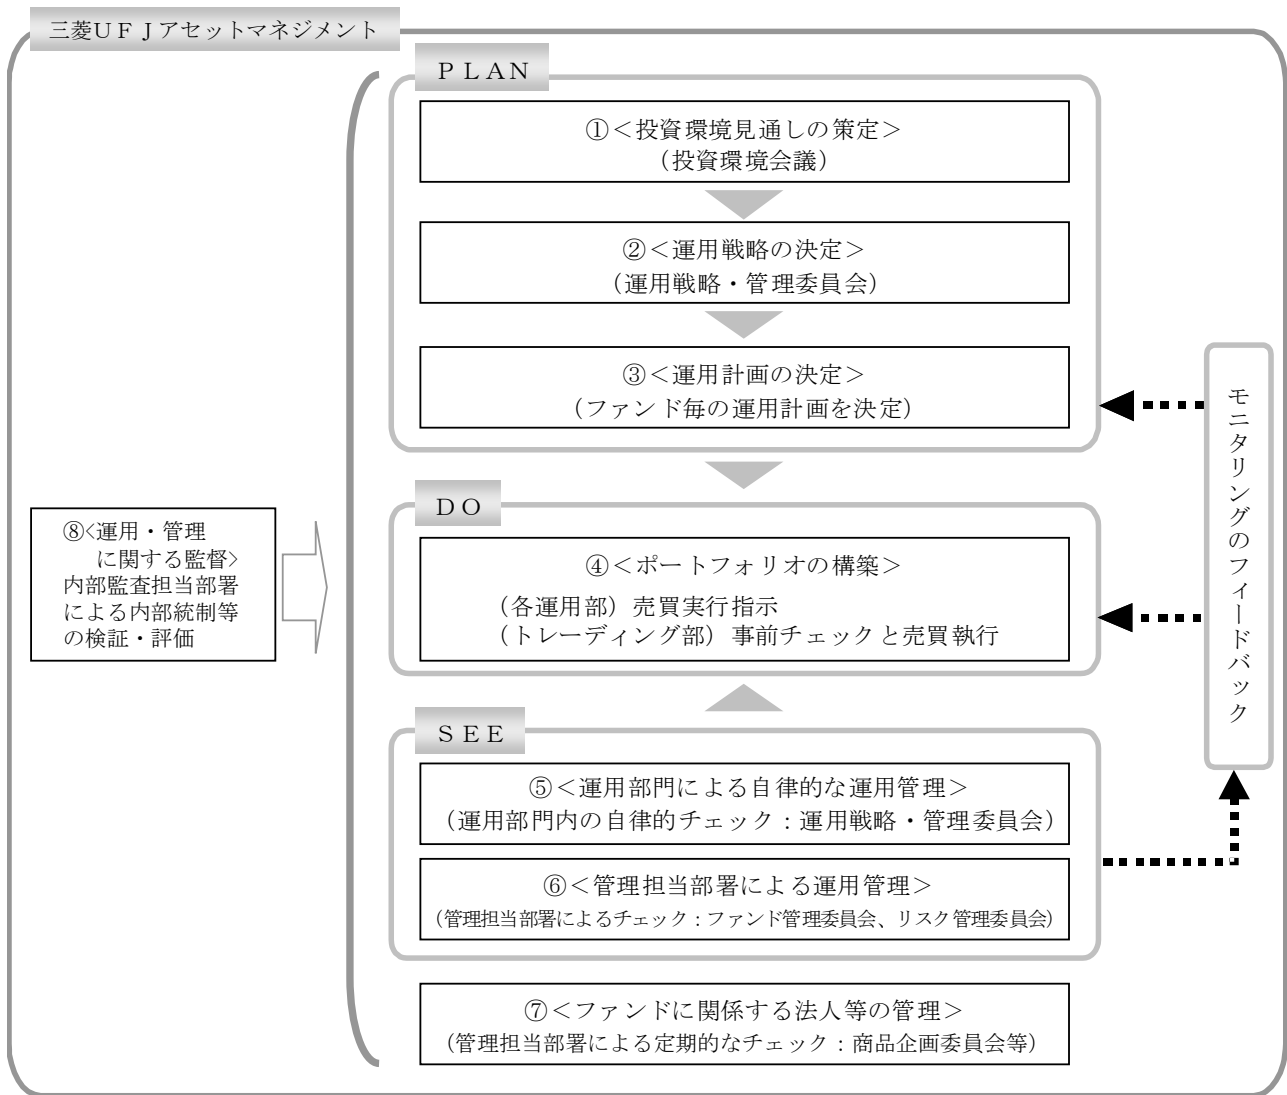 三菱ＵＦＪアセットマネジメント
ＰＬＡＮ
①＜投資環境見通しの策定＞
（投資環境会議）
②＜運用戦略の決定＞
（運用戦略・管理委員会）
③＜運用計画の決定＞
（ファンド毎の運用計画を決定）
ＤＯ
④＜ポートフォリオの構築＞
（各運用部）売買実行指示
（トレーディング部）事前チェックと売買執行
ＳＥＥ
⑤＜運用部門による自律的な運用管理＞
（運用部門内の自律的チェック：運用戦略・管理委員会）
⑥＜管理担当部署による運用管理＞
（管理担当部署によるチェック：ファンド管理委員会、リスク管理委員会）
⑦＜ファンドに関係する法人等の管理＞
（管理担当部署による定期的なチェック：商品企画委員会等）
⑧<運用・管理
に関する監督>
内部監査担当部署
による内部統制等
の検証・評価
モニタリングのフィードバック